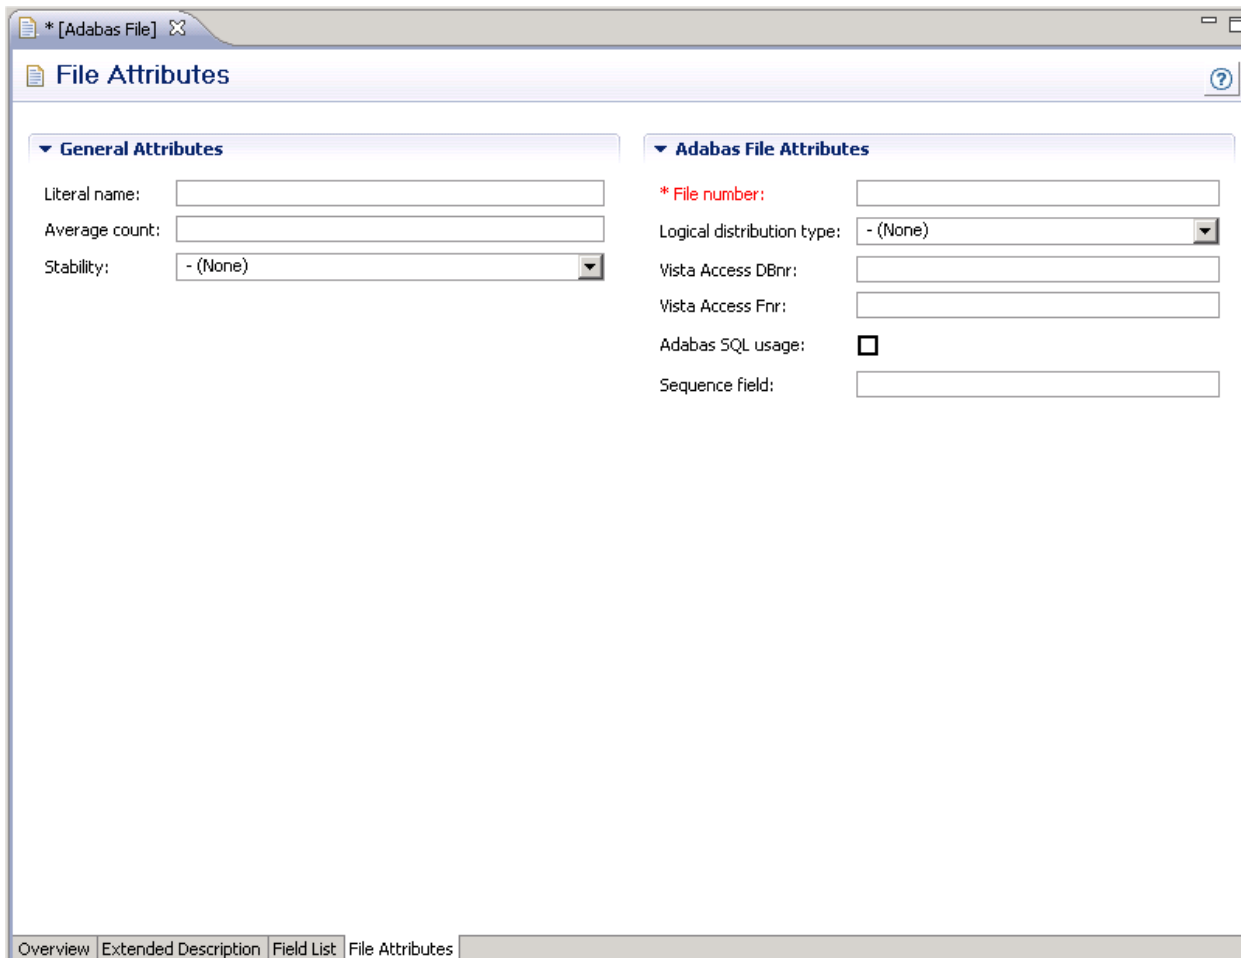 * [Adabas File]
File Attributes
General Attributes
Literal name:
Average count:
Stability: - (None)
Adabas File Attributes
* File number:
Logical distribution type: - (None)
Vista Access DBnr:
Vista Access Fnr:
Adabas SQL usage:
Sequence field:
Overview Extended Description Field List File Attributes